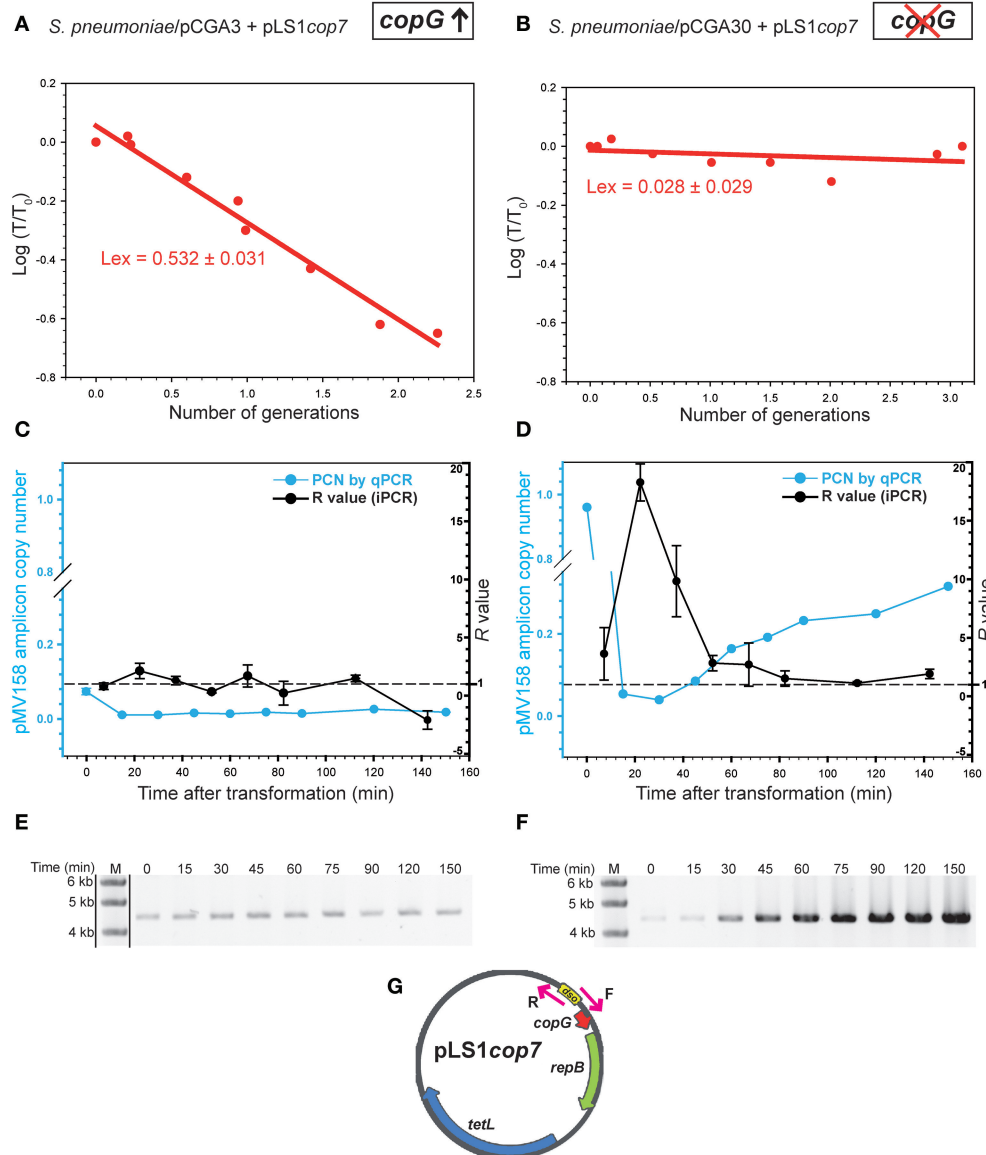 A S. pneumoniae/pCGA3 + pLS1cop7 copG ↑
B S. pneumoniae/pCGA30 + pLS1cop7 copG
0.2
0.0
-0.2
-0.4
-0.6
-0.8
Log (T/T0)
Lex = 0.532 ± 0.031
0.0 0.5 1.0 1.5 2.0 2.5
Number of generations
0.2
0.0
-0.2
-0.4
-0.6
-0.8
Log (T/T0)
Lex = 0.028 ± 0.029
0.0 0.5 1.0 1.5 2.0 2.5 3.0
Number of generations
C
pMV158 amplicon copy number
1.0
0.8
0.2
0.0
PCN by qPCR
R value (iPCR)
20
15
10
5
1
0
-5
R value
0 20 40 60 80 100 120 140 160
Time after transformation (min)
D
pMV158 amplicon copy number
1.0
0.8
0.2
0.0
PCN by qPCR
R value (iPCR)
20
15
10
5
1
0
-5
R value
0 20 40 60 80 100 120 140 160
Time after transformation (min)
E
Time (min) M 0 15 30 45 60 75 90 120 150
6 kb
5 kb
4 kb
F
Time (min) M 0 15 30 45 60 75 90 120 150
6 kb
5 kb
4 kb
G
dso
R
F
copG
pLS1cop7
repB
tetL